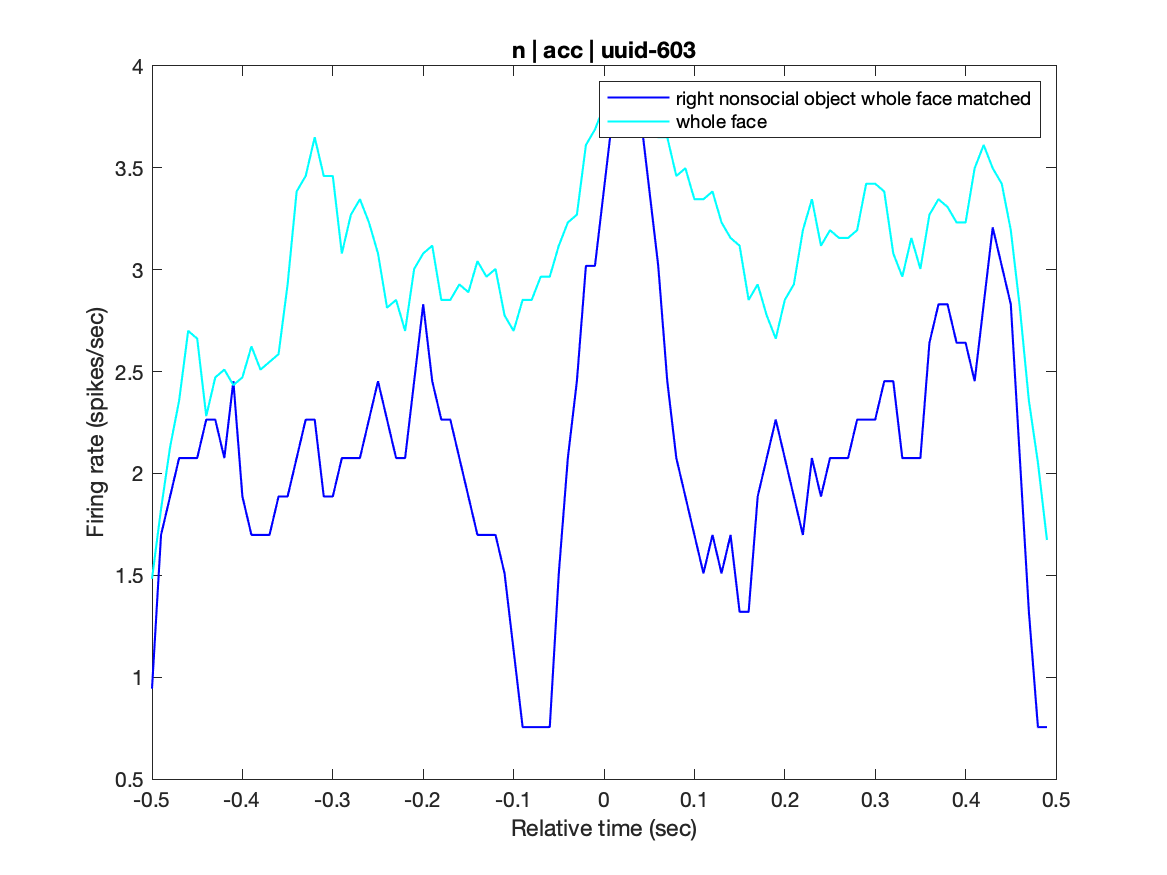 n | acc | uuid-603
4
3.5
3
2.5
2
1.5
1
0.5
Firing rate (spikes/sec)
right nonsocial object whole face matched
whole face
-0.5 -0.4 -0.3 -0.2 -0.1 0 0.1 0.2 0.3 0.4 0.5
Relative time (sec)